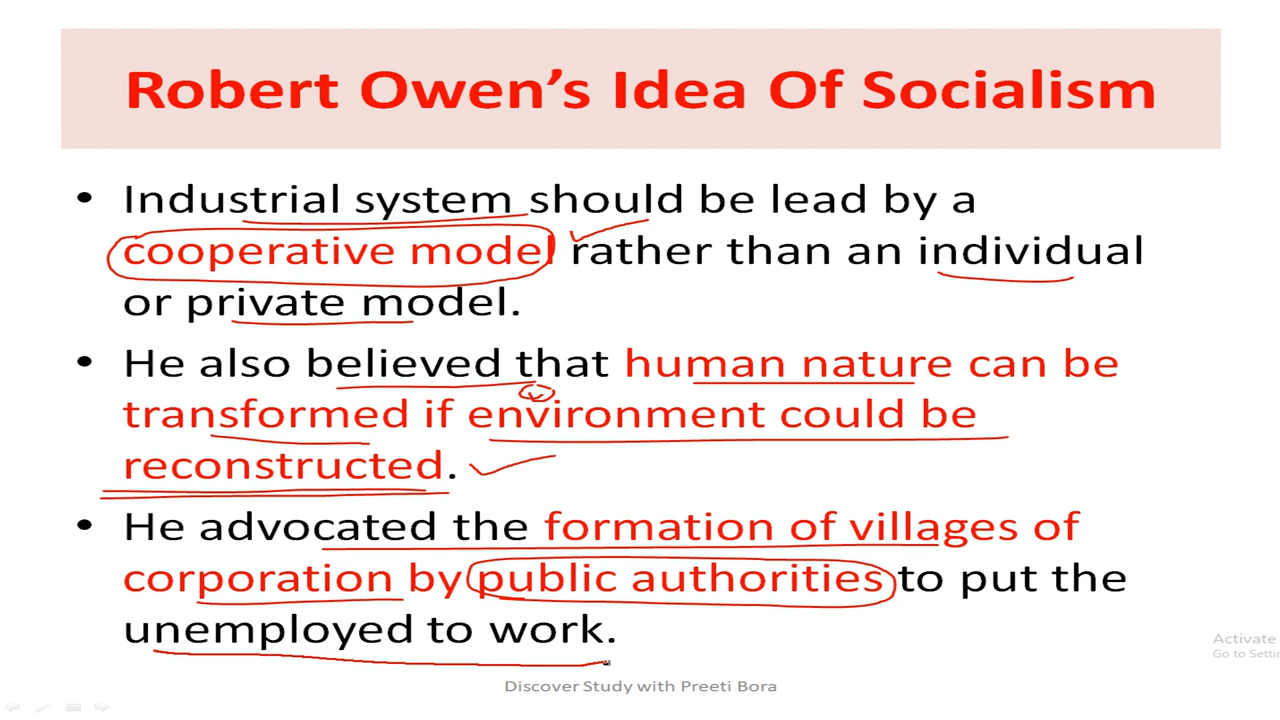 Robert Owen's Idea Of Socialism
• Industrial system should be lead by a
cooperative model rather than an individual
or private model.
• He also believed that human nature can be
transformed if environment could be
reconstructed.
• He advocated the formation of villages of
corporation by public authorities to put the
unemployed to work.
Activate
Go to Settin
Discover Study with Preeti Bora